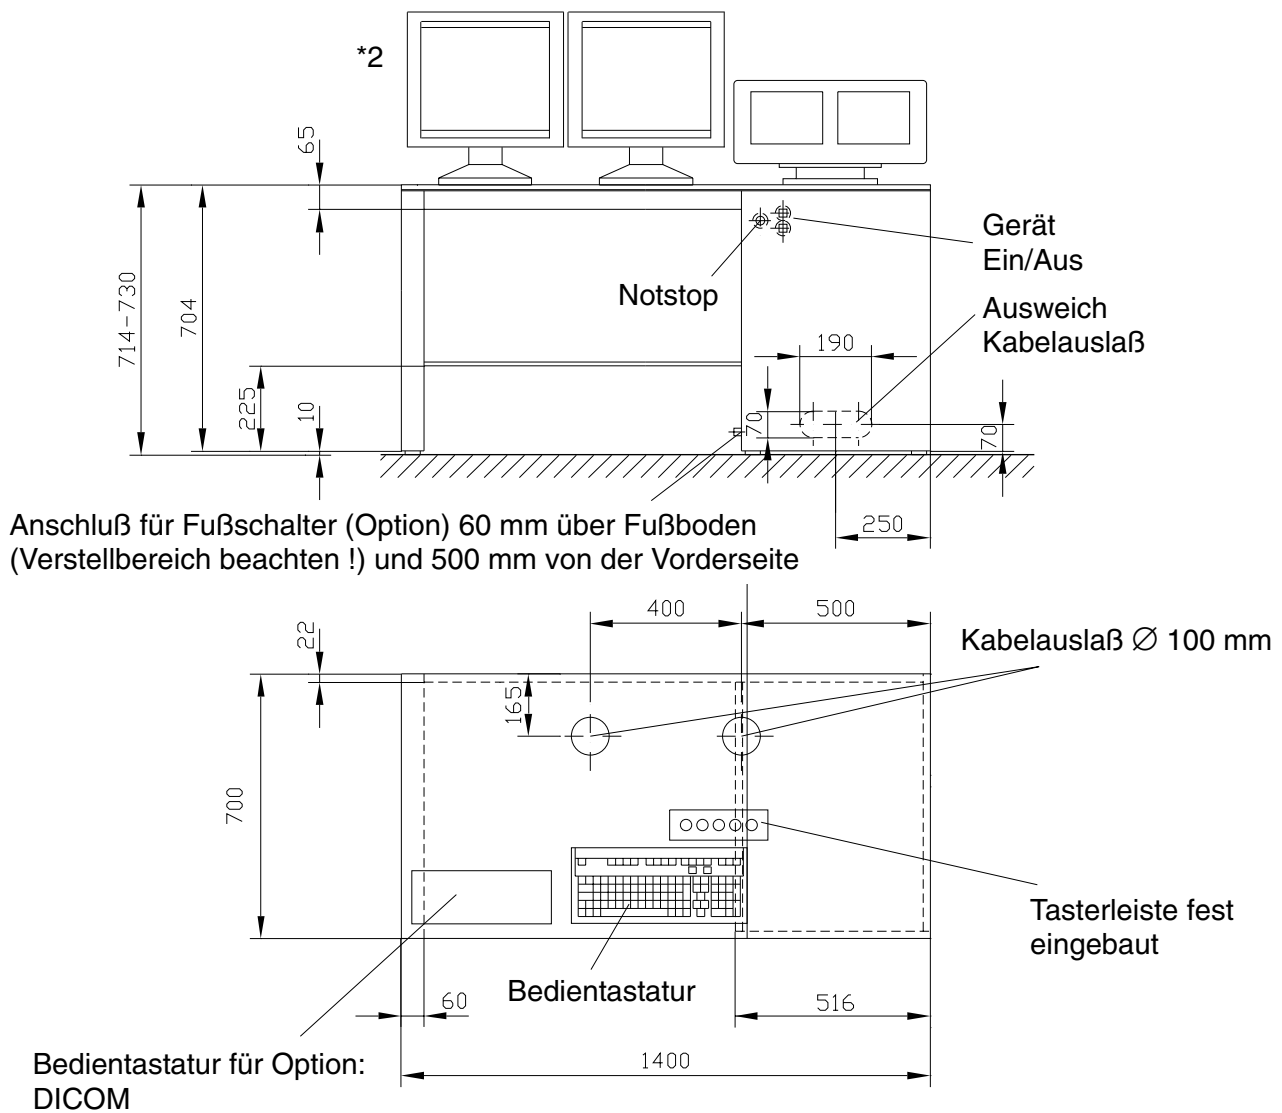 *2
65
714-730
704
Gerät
Ein/Aus
Notstop
Ausweich
Kabelauslaß
190
225
10
70
70
250
Anschluß für Fußschalter (Option) 60 mm über Fußboden
(Verstellbereich beachten !) und 500 mm von der Vorderseite
400
500
22
Kabelauslaß ∅ 100 mm
165
700
Tasterleiste fest
eingebaut
Bedientastatur
60
516
Bedientastatur für Option:
DICOM
1400